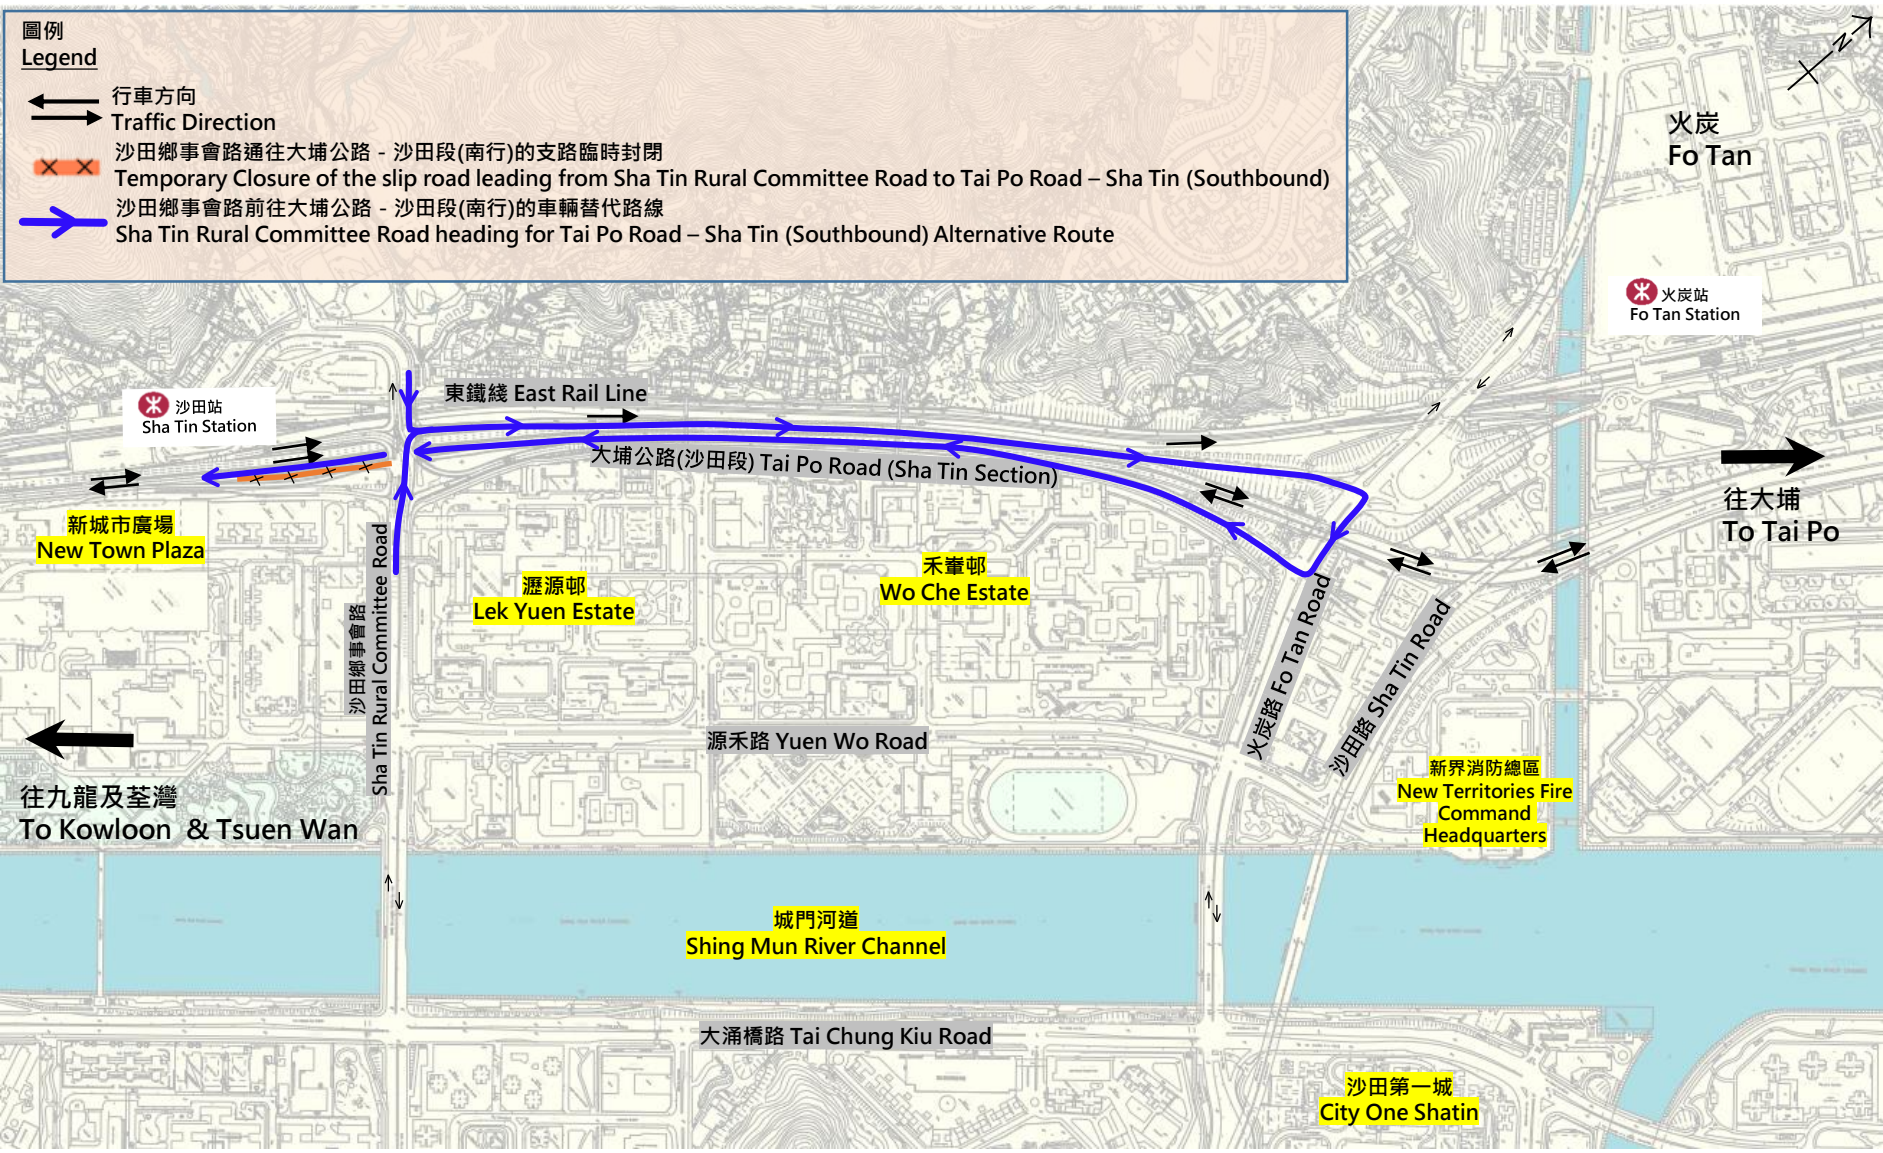 圖例
Legend
行車方向
Traffic Direction
沙田鄉事會路通往大埔公路 - 沙田段(南行)的支路臨時封閉
Temporary Closure of the slip road leading from Sha Tin Rural Committee Road to Tai Po Road – Sha Tin (Southbound)
沙田鄉事會路前往大埔公路 - 沙田段(南行)的車輛替代路線
Sha Tin Rural Committee Road heading for Tai Po Road – Sha Tin (Southbound) Alternative Route
N
火炭
Fo Tan
火炭站
Fo Tan Station
沙田站
Sha Tin Station
東鐵綫 East Rail Line
大埔公路(沙田段) Tai Po Road (Sha Tin Section)
往大埔
To Tai Po
新城市廣場
New Town Plaza
瀝源邨
Lek Yuen Estate
禾輋邨
Wo Che Estate
沙田鄉事會路
Sha Tin Rural Committee Road
火炭路 Fo Tan Road
沙田路 Sha Tin Road
源禾路 Yuen Wo Road
新界消防總區
New Territories Fire
Command
Headquarters
往九龍及荃灣
To Kowloon & Tsuen Wan
城門河道
Shing Mun River Channel
大涌橋路 Tai Chung Kiu Road
沙田第一城
City One Shatin